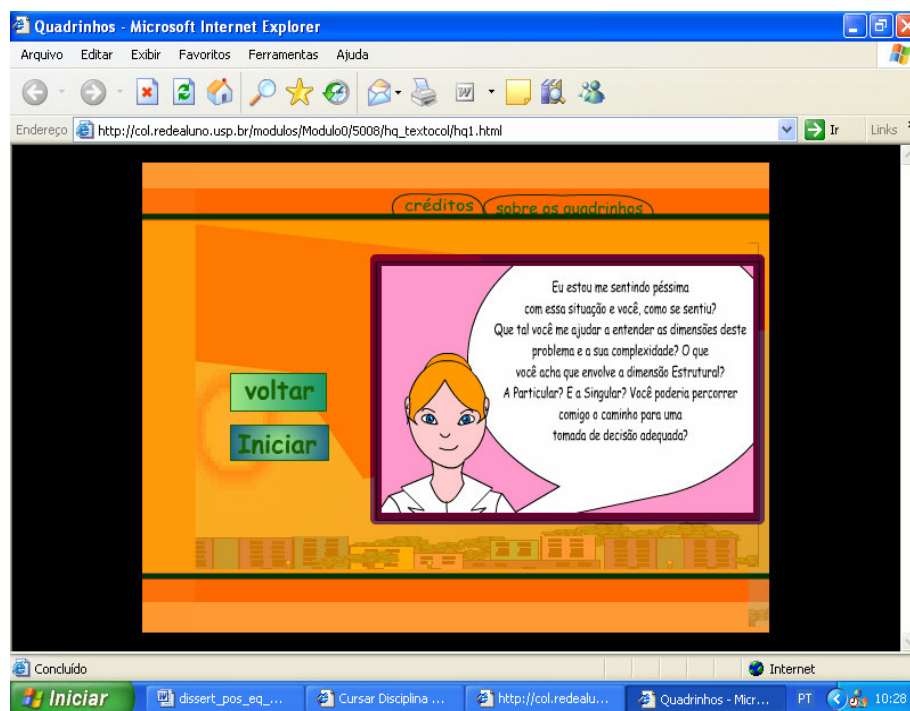 Quadrinhos - Microsoft Internet Explorer
Arquivo Editar Exibir Favoritos Ferramentas Ajuda
Endereço http://col.redealuno.usp.br/modulos/Modulo0/5008/hq_textocol/hq1.html Ir Links
créditos sobre os quadrinhos
Eu estou me sentindo péssima
com essa situação e você, como se sentiu?
Que tal você me ajudar a entender as dimensões deste
problema e a sua complexidade? O que
você acha que envolve a dimensão Estrutural?
A Particular? E a Singular? Você poderia percorrer
comigo o caminho para uma
tomada de decisão adequada?
voltar
Iniciar
Concluído Internet
Iniciar dissert_pos_eq_... Cursar Disciplina ... http://col.redealu... Quadrinhos - Micr... PT 10:28